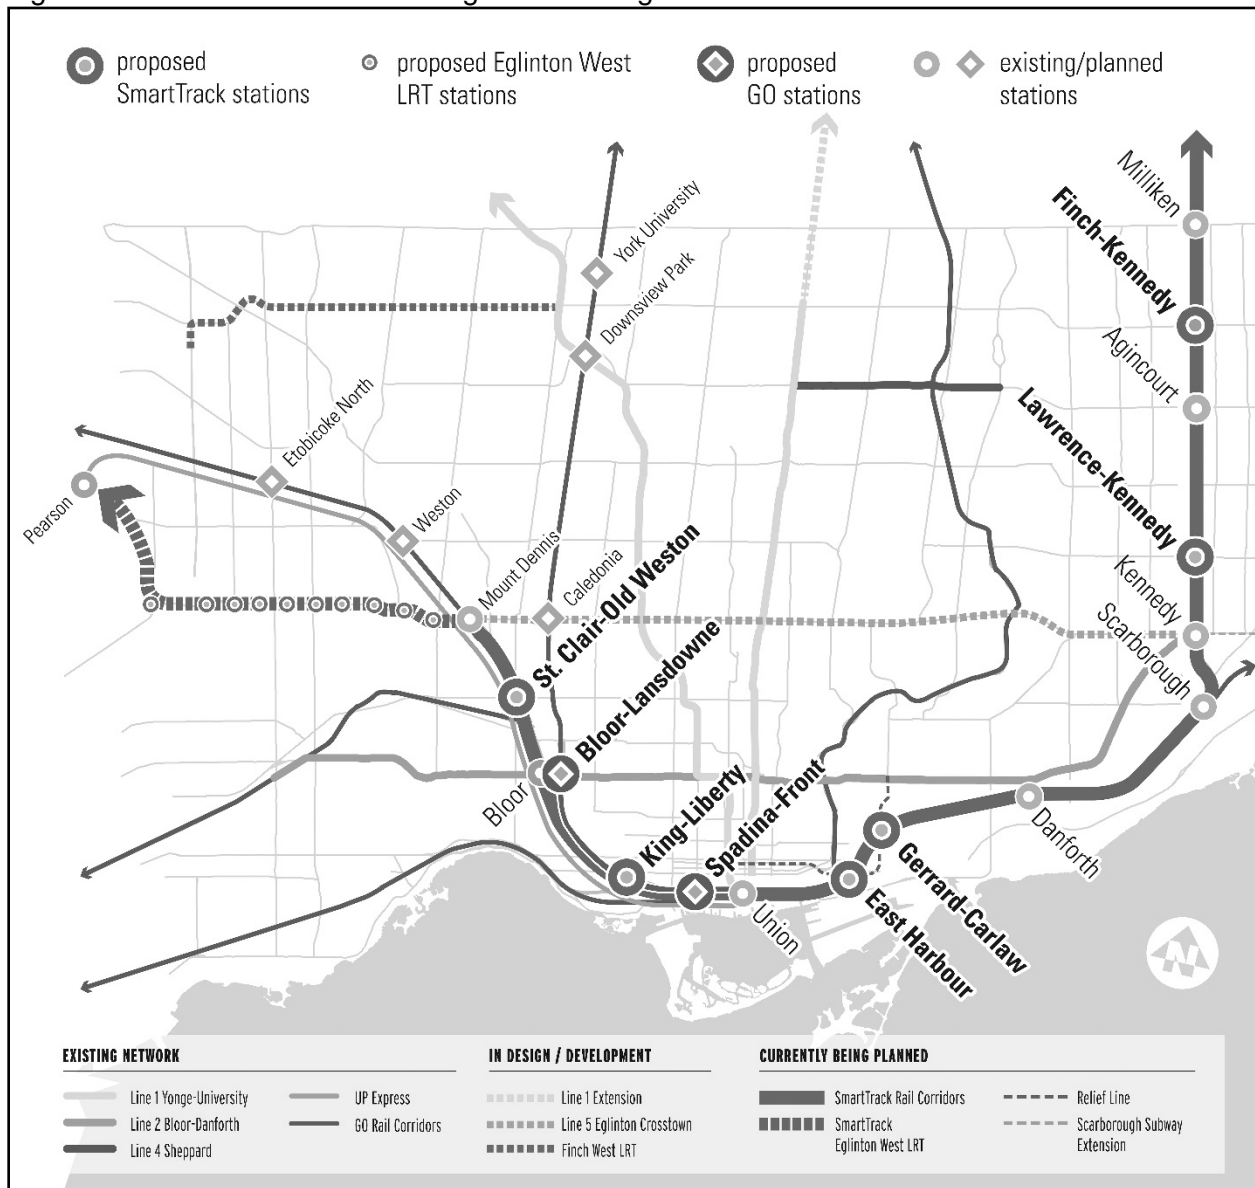 proposed
SmartTrack stations
proposed Eglinton West
LRT stations
proposed
GO stations
existing/planned
stations
Milliken
Finch-Kennedy
York University
Downsview Park
Agincourt
Etobicoke North
Lawrence-Kennedy
Pearson
Weston
Mount Dennis
Caledonia
Kennedy
St. Clair-Old Weston
Scarborough
Bloor-Lansdowne
Bloor
King-Liberty
Spadina-Front
Danforth
Union
Gerrard-Carlaw
East Harbour
N
EXISTING NETWORK
Line 1 Yonge-University
Line 2 Bloor-Danforth
Line 4 Sheppard
UP Express
GO Rail Corridors
IN DESIGN / DEVELOPMENT
Line 1 Extension
Line 5 Eglinton Crosstown
Finch West LRT
CURRENTLY BEING PLANNED
SmartTrack Rail Corridors
SmartTrack
Eglinton West LRT
Relief Line
Scarborough Subway
Extension